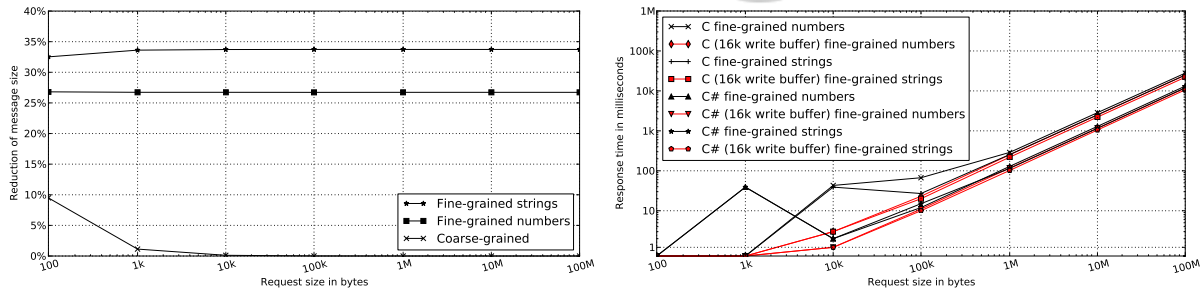 40%
35%
30%
25%
20%
15%
10%
5%
0%
Reduction of message size
Fine-grained strings
Fine-grained numbers
Coarse-grained
100
1k
10k
100k
1M
10M
100M
Request size in bytes
1M
100k
10k
1k
100
10
1
Response time in milliseconds
C fine-grained numbers
C (16k write buffer) fine-grained numbers
C fine-grained strings
C (16k write buffer) fine-grained strings
C# fine-grained numbers
C# (16k write buffer) fine-grained numbers
C# fine-grained strings
C# (16k write buffer) fine-grained strings
100
1k
10k
100k
1M
10M
100M
Request size in bytes